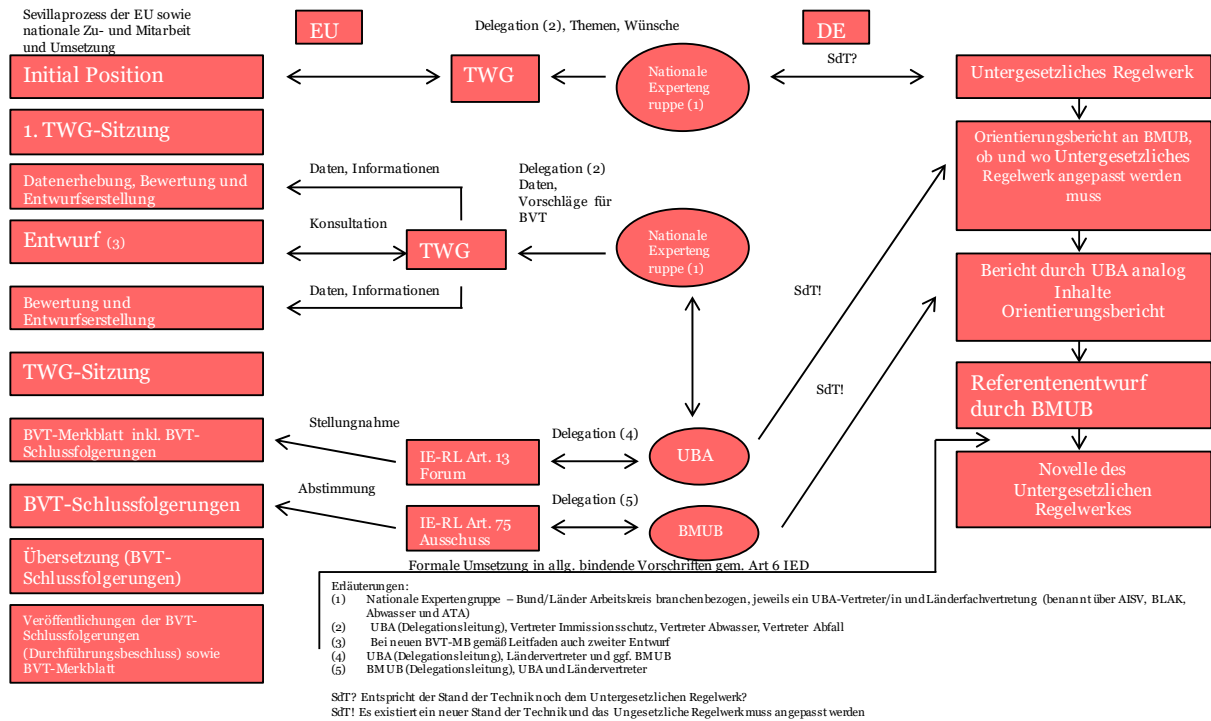 Sevillaprozess der EU sowie
nationale Zu- und Mitarbeit
und Umsetzung
EU
Delegation (2), Themen, Wünsche
DE
Initial Position
TWG
Nationale
Experteng
ruppe (1)
SdT?
Untergesetzliches Regelwerk
1. TWG-Sitzung
Orientierungsbericht an BMUB,
ob und wo Untergesetzliches
Regelwerk angepasst werden
muss
Datenerhebung, Bewertung und
Entwurfserstellung
Daten, Informationen
Delegation (2)
Daten,
Vorschläge für
BVT
Entwurf (3)
Konsultation
TWG
Nationale
Experteng
ruppe (1)
Bericht durch UBA analog
Inhalte
Orientierungsbericht
Bewertung und
Entwurfserstellung
Daten, Informationen
SdT!
TWG-Sitzung
SdT!
Referentenentwurf
durch BMUB
BVT-Merkblatt inkl. BVT-
Schlussfolgerungen
Stellungnahme
IE-RL Art. 13
Forum
Delegation (4)
UBA
Novelle des
Untergesetzlichen
Regelwerkes
BVT-Schlussfolgerungen
Abstimmung
IE-RL Art. 75
Ausschuss
Delegation (5)
BMUB
Übersetzung (BVT-
Schlussfolgerungen)
Formale Umsetzung in allg. bindende Vorschriften gem. Art 6 IED
Veröffentlichungen der BVT-
Schlussfolgerungen
(Durchführungsbeschluss) sowie
BVT-Merkblatt
Erläuterungen:
(1) Nationale Expertengruppe – Bund/Länder Arbeitskreis branchenbezogen, jeweils ein UBA-Vertreter/in und Länderfachvertretung (benannt über AISV, BLAK,
Abwasser und ATA)
(2) UBA (Delegationsleitung), Vertreter Immissionsschutz, Vertreter Abwasser, Vertreter Abfall
(3) Bei neuen BVT-MB gemäß Leitfaden auch zweiter Entwurf
(4) UBA (Delegationsleitung), Ländervertreter und ggf. BMUB
(5) BMUB (Delegationsleitung), UBA und Ländervertreter
SdT? Entspricht der Stand der Technik noch dem Untergesetzlichen Regelwerk?
SdT! Es existiert ein neuer Stand der Technik und das Ungesetzliche Regelwerk muss angepasst werden